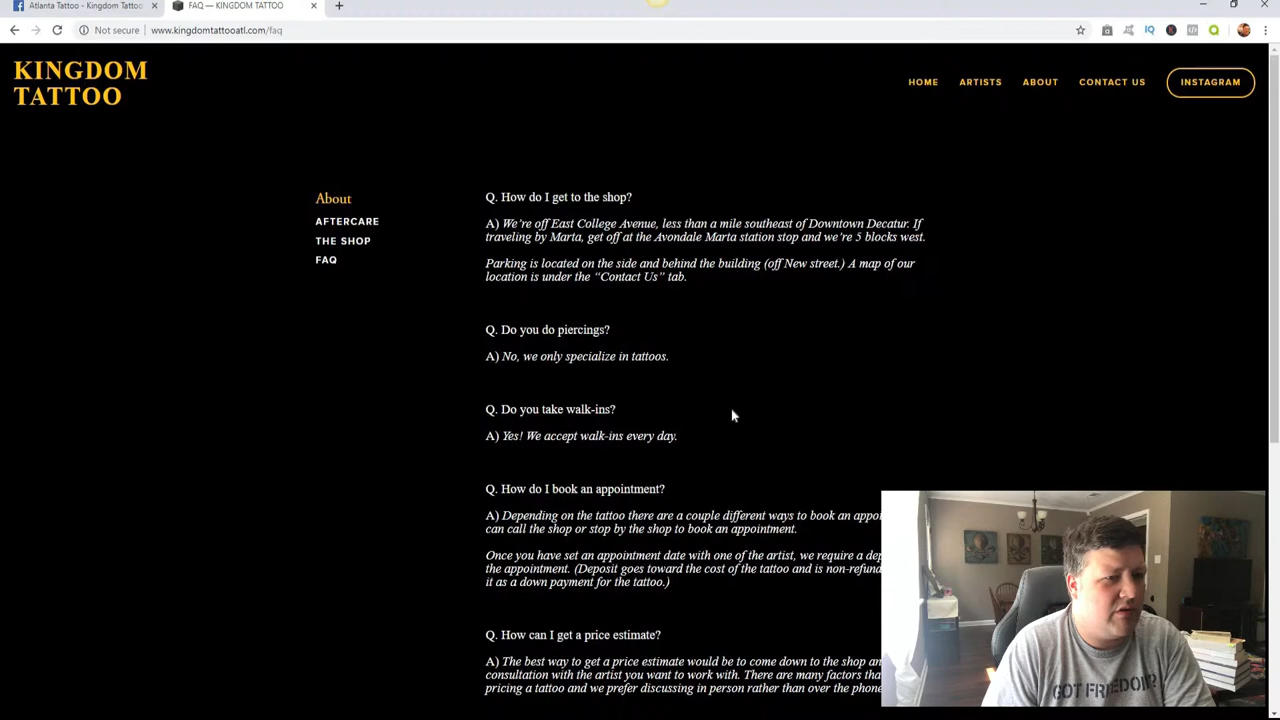 Atlanta Tattoo - Kingdom Tattoo
FAQ — KINGDOM TATTOO
Not secure
www.kingdomtattooatl.com/faq
KINGDOM
TATTOO
HOME
ARTISTS
ABOUT
CONTACT US
INSTAGRAM
About
AFTERCARE
THE SHOP
FAQ
Q. How do I get to the shop?
A) We're off East College Avenue, less than a mile southeast of Downtown Decatur. If
traveling by Marta, get off at the Avondale Marta station stop and we're 5 blocks west.
Parking is located on the side and behind the building (off New street.) A map of our
location is under the “Contact Us” tab.
Q. Do you do piercings?
A) No, we only specialize in tattoos.
Q. Do you take walk-ins?
A) Yes! We accept walk-ins every day.
Q. How do I book an appointment?
A) Depending on the tattoo there are a couple different ways to book an appoi
can call the shop or stop by the shop to book an appointment.
Once you have set an appointment date with one of the artist, we require a dep
the appointment. (Deposit goes toward the cost of the tattoo and is non-refund
it as a down payment for the tattoo.)
Q. How can I get a price estimate?
A) The best way to get a price estimate would be to come down to the shop an
consultation with the artist you want to work with. There are many factors tha
pricing a tattoo and we prefer discussing in person rather than over the phone
GOT FREEDOM?